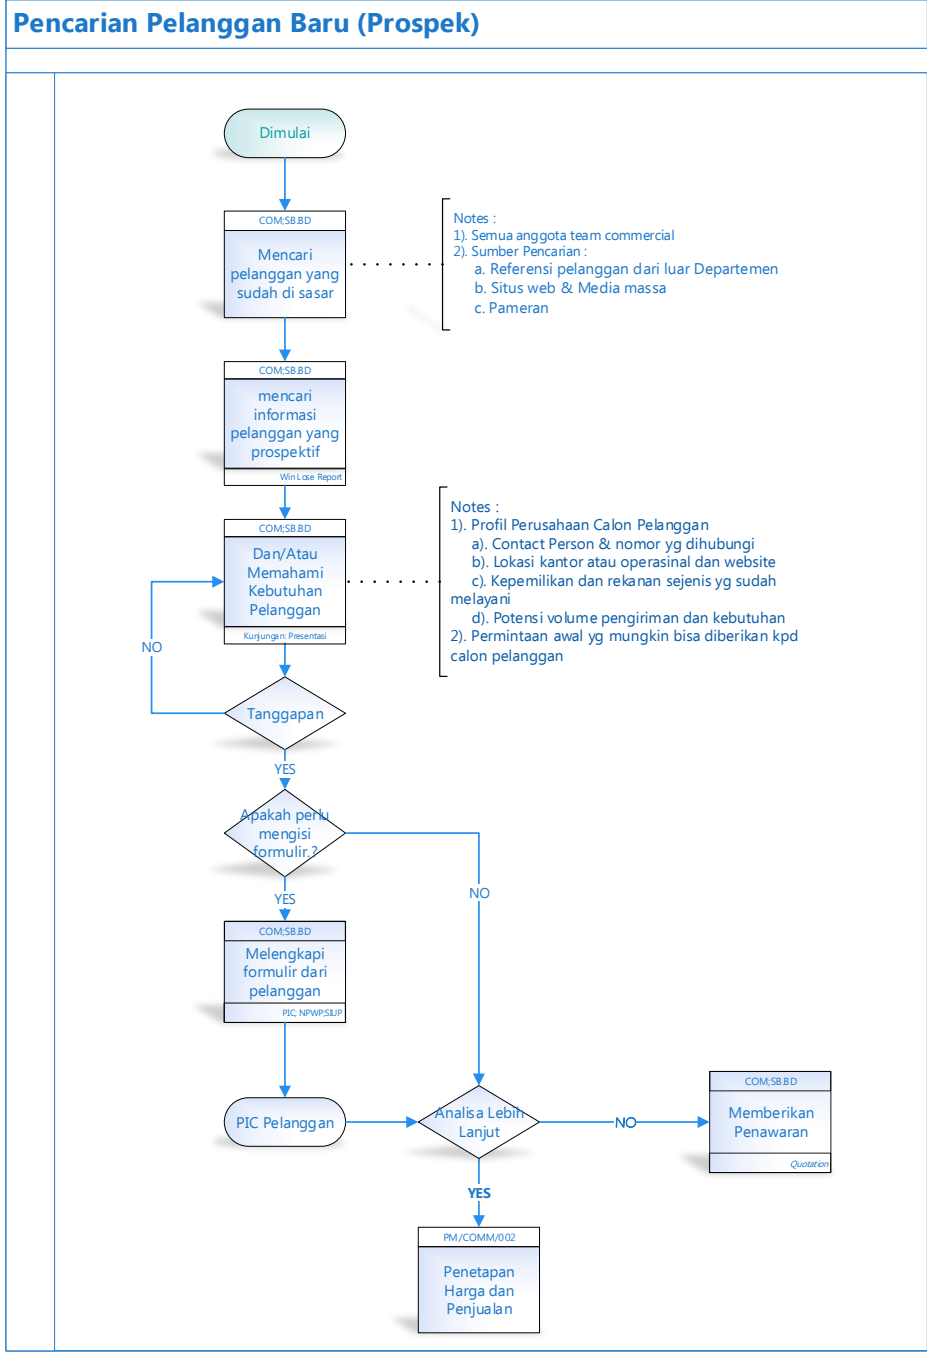 Pencarian Pelanggan Baru (Prospek)
Dimulai
COM;SB.BD
Mencari
pelanggan yang
sudah di sasar
Notes :
1). Semua anggota team commercial
2). Sumber Pencarian :
a. Referensi pelanggan dari luar Departemen
b. Situs web & Media massa
c. Pameran
COM;SB.BD
mencari
informasi
pelanggan yang
prospektif
Win Lose Report
COM;SB.BD
Dan/Atau
Memahami
Kebutuhan
Pelanggan
Kunjungan: Presentasi
Notes :
1). Profil Perusahaan Calon Pelanggan
a). Contact Person & nomor yg dihubungi
b). Lokasi kantor atau operasinal dan website
c). Kepemilikan dan rekanan sejenis yg sudah
melayani
d). Potensi volume pengiriman dan kebutuhan
2). Permintaan awal yg mungkin bisa diberikan kpd
calon pelanggan
NO
Tanggapan
YES
Apakah perlu
mengisi
formulir.?
NO
YES
COM;SB.BD
Melengkapi
formulir dari
pelanggan
PIC; NPWP;SIUP
PIC Pelanggan
Analisa Lebih
Lanjut
NO
COM;SB.BD
Memberikan
Penawaran
Quotation
YES
PM/COMM/002
Penetapan
Harga dan
Penjualan